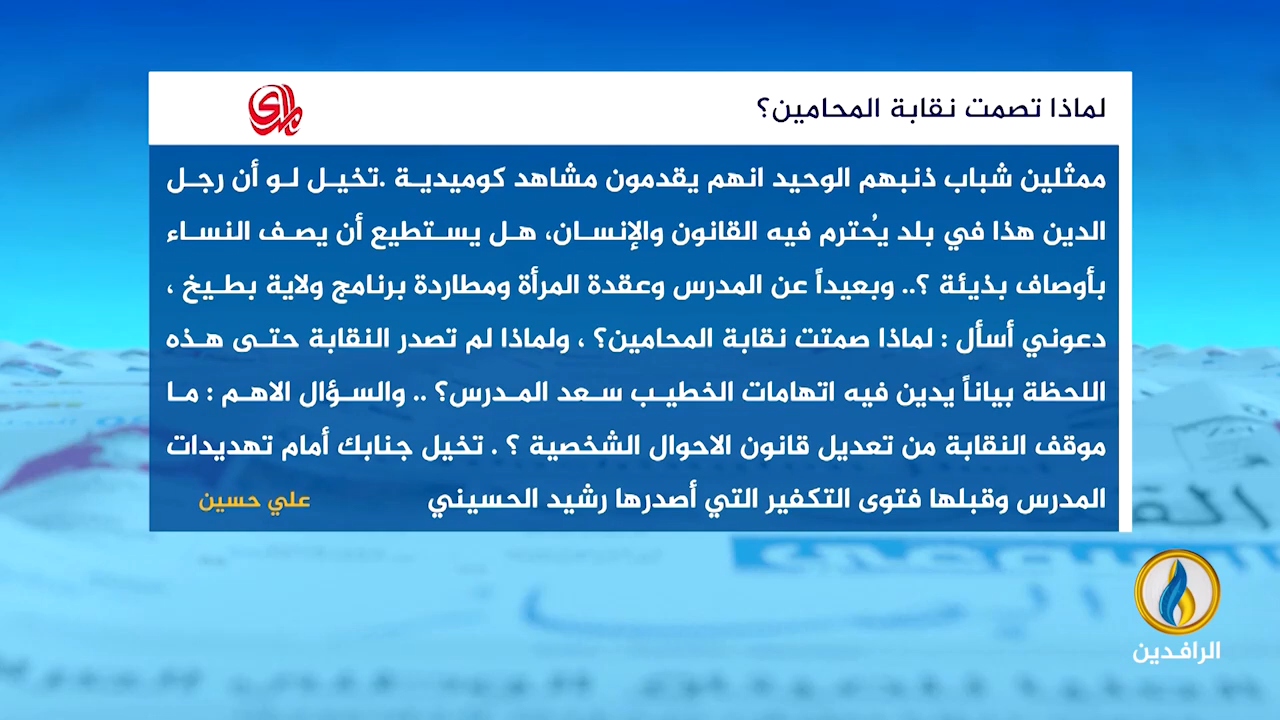 لماذا تصمت نقابة المحامين؟
المدى
ممثلين شباب ذنبهم الوحيد انهم يقدمون مشاهد كوميدية .تخيل لو أن رجل
الدين هذا في بلد يُحترم فيه القانون والإنسان، هل يستطيع أن يصف النساء
بأوصاف بذيئة ؟.. وبعيداً عن المدرس وعقدة المرأة ومطاردة برنامج ولاية بطيخ ،
دعوني أسأل : لماذا صمتت نقابة المحامين؟ ، ولماذا لم تصدر النقابة حتى هذه
اللحظة بياناً يدين فيه اتهامات الخطيب سعد المدرس؟ .. والسؤال الاهم : ما
موقف النقابة من تعديل قانون الاحوال الشخصية ؟ . تخيل جنابك أمام تهديدات
المدرس وقبلها فتوى التكفير التي أصدرها رشيد الحسيني
علي حسين
الرافدين